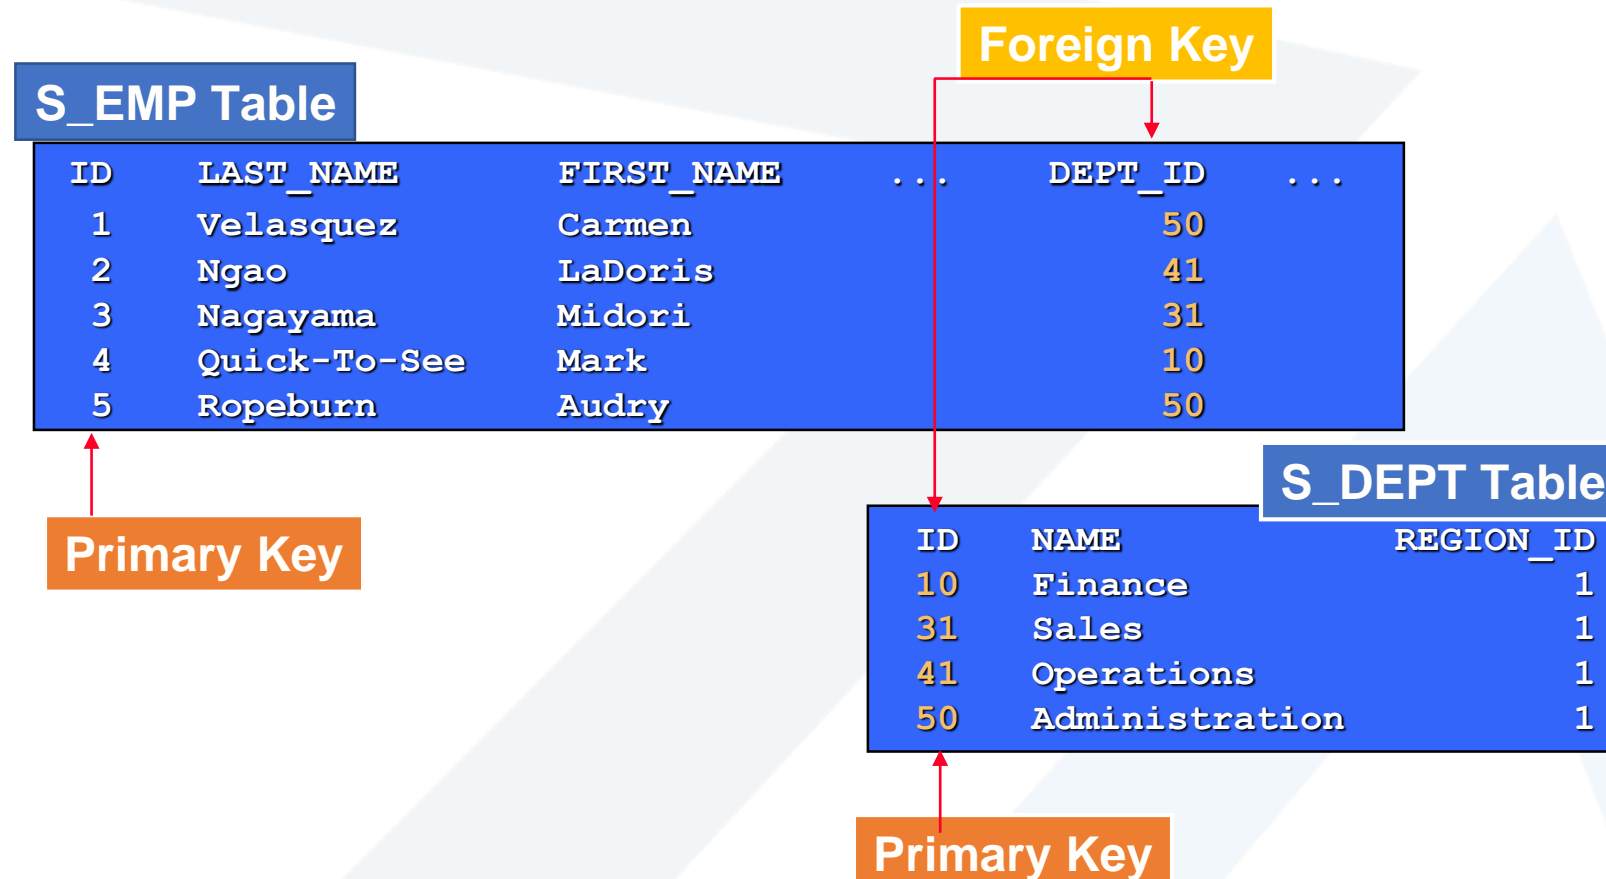 Foreign Key
S_EMP Table
ID LAST_NAME FIRST_NAME ... DEPT_ID ...
1 Velasquez Carmen 50
2 Ngao LaDoris 41
3 Nagayama Midori 31
4 Quick-To-See Mark 10
5 Ropeburn Audry 50
S_DEPT Table
Primary Key
ID NAME REGION_ID
10 Finance 1
31 Sales 1
41 Operations 1
50 Administration 1
Primary Key